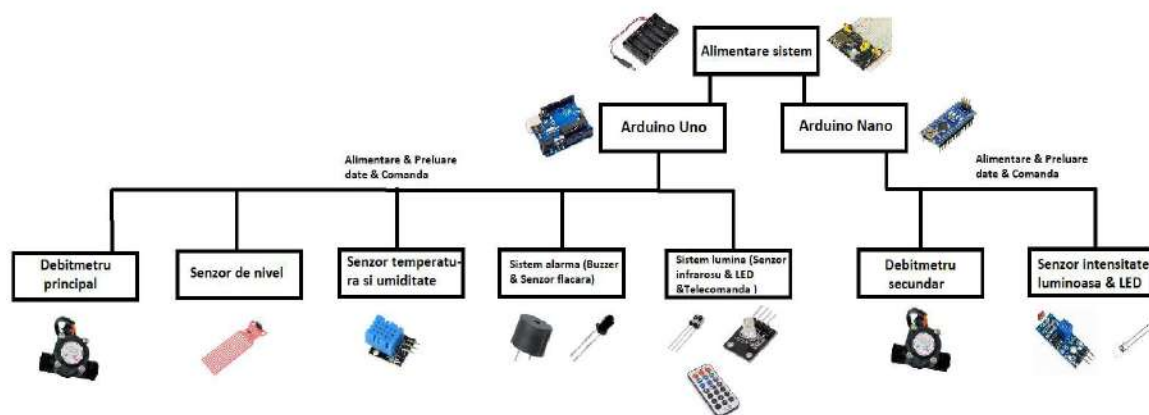 Alimentare sistem
Arduino Uno
Arduino Nano
Alimentare & Preluare
date & Comanda
Alimentare & Preluare
date & Comanda
Debitmetru
principal
Senzor de nivel
Senzor temperatu-
ra si umiditate
Sistem alarma (Buzzer
& Senzor flacara)
Sistem lumina (Senzor
infrarosu & LED
&Telecomanda )
Debitmetru
secundar
Senzor intensitate
luminoasa & LED